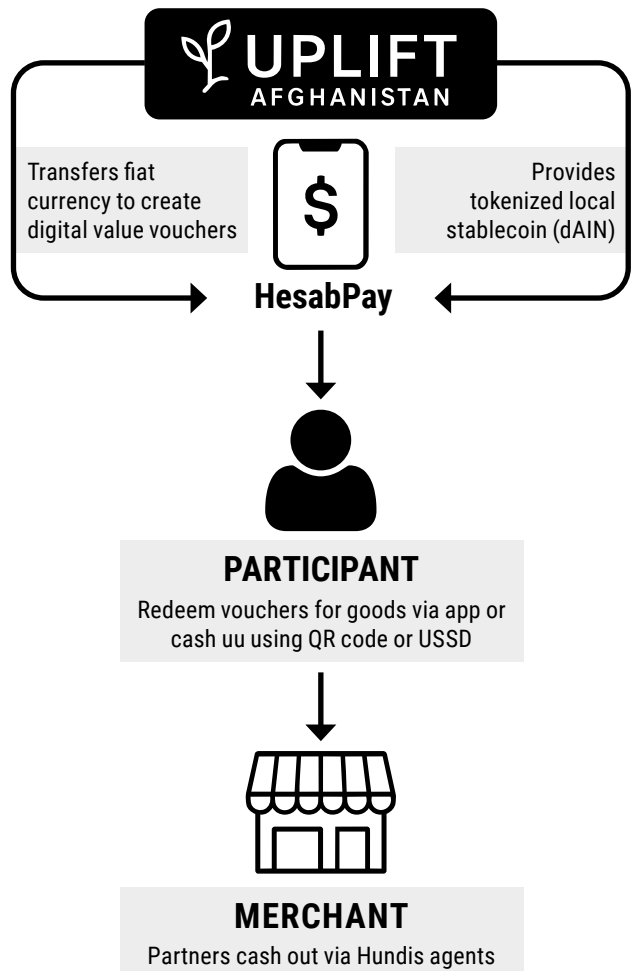 UPLIFT
AFGHANISTAN
Transfers fiat
currency to create
digital value vouchers
$
Provides
tokenized local
stablecoin (dAIN)
HesabPay
PARTICIPANT
Redeem vouchers for goods via app or
cash uu using QR code or USSD
MERCHANT
Partners cash out via Hundis agents